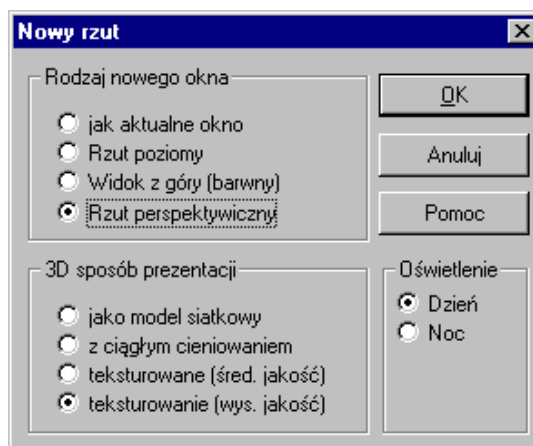 Nowy rzut
Rodzaj nowego okna
jak aktualne okno
Rzut poziomy
Widok z góry (barwny)
Rzut perspektywiczny
OK
Anuluj
Pomoc
3D sposób prezentacji
jako model siatkowy
z ciągłym cieniowaniem
teksturowane (śred. jakość)
teksturowanie (wys. jakość)
Oświetlenie
Dzień
Noc